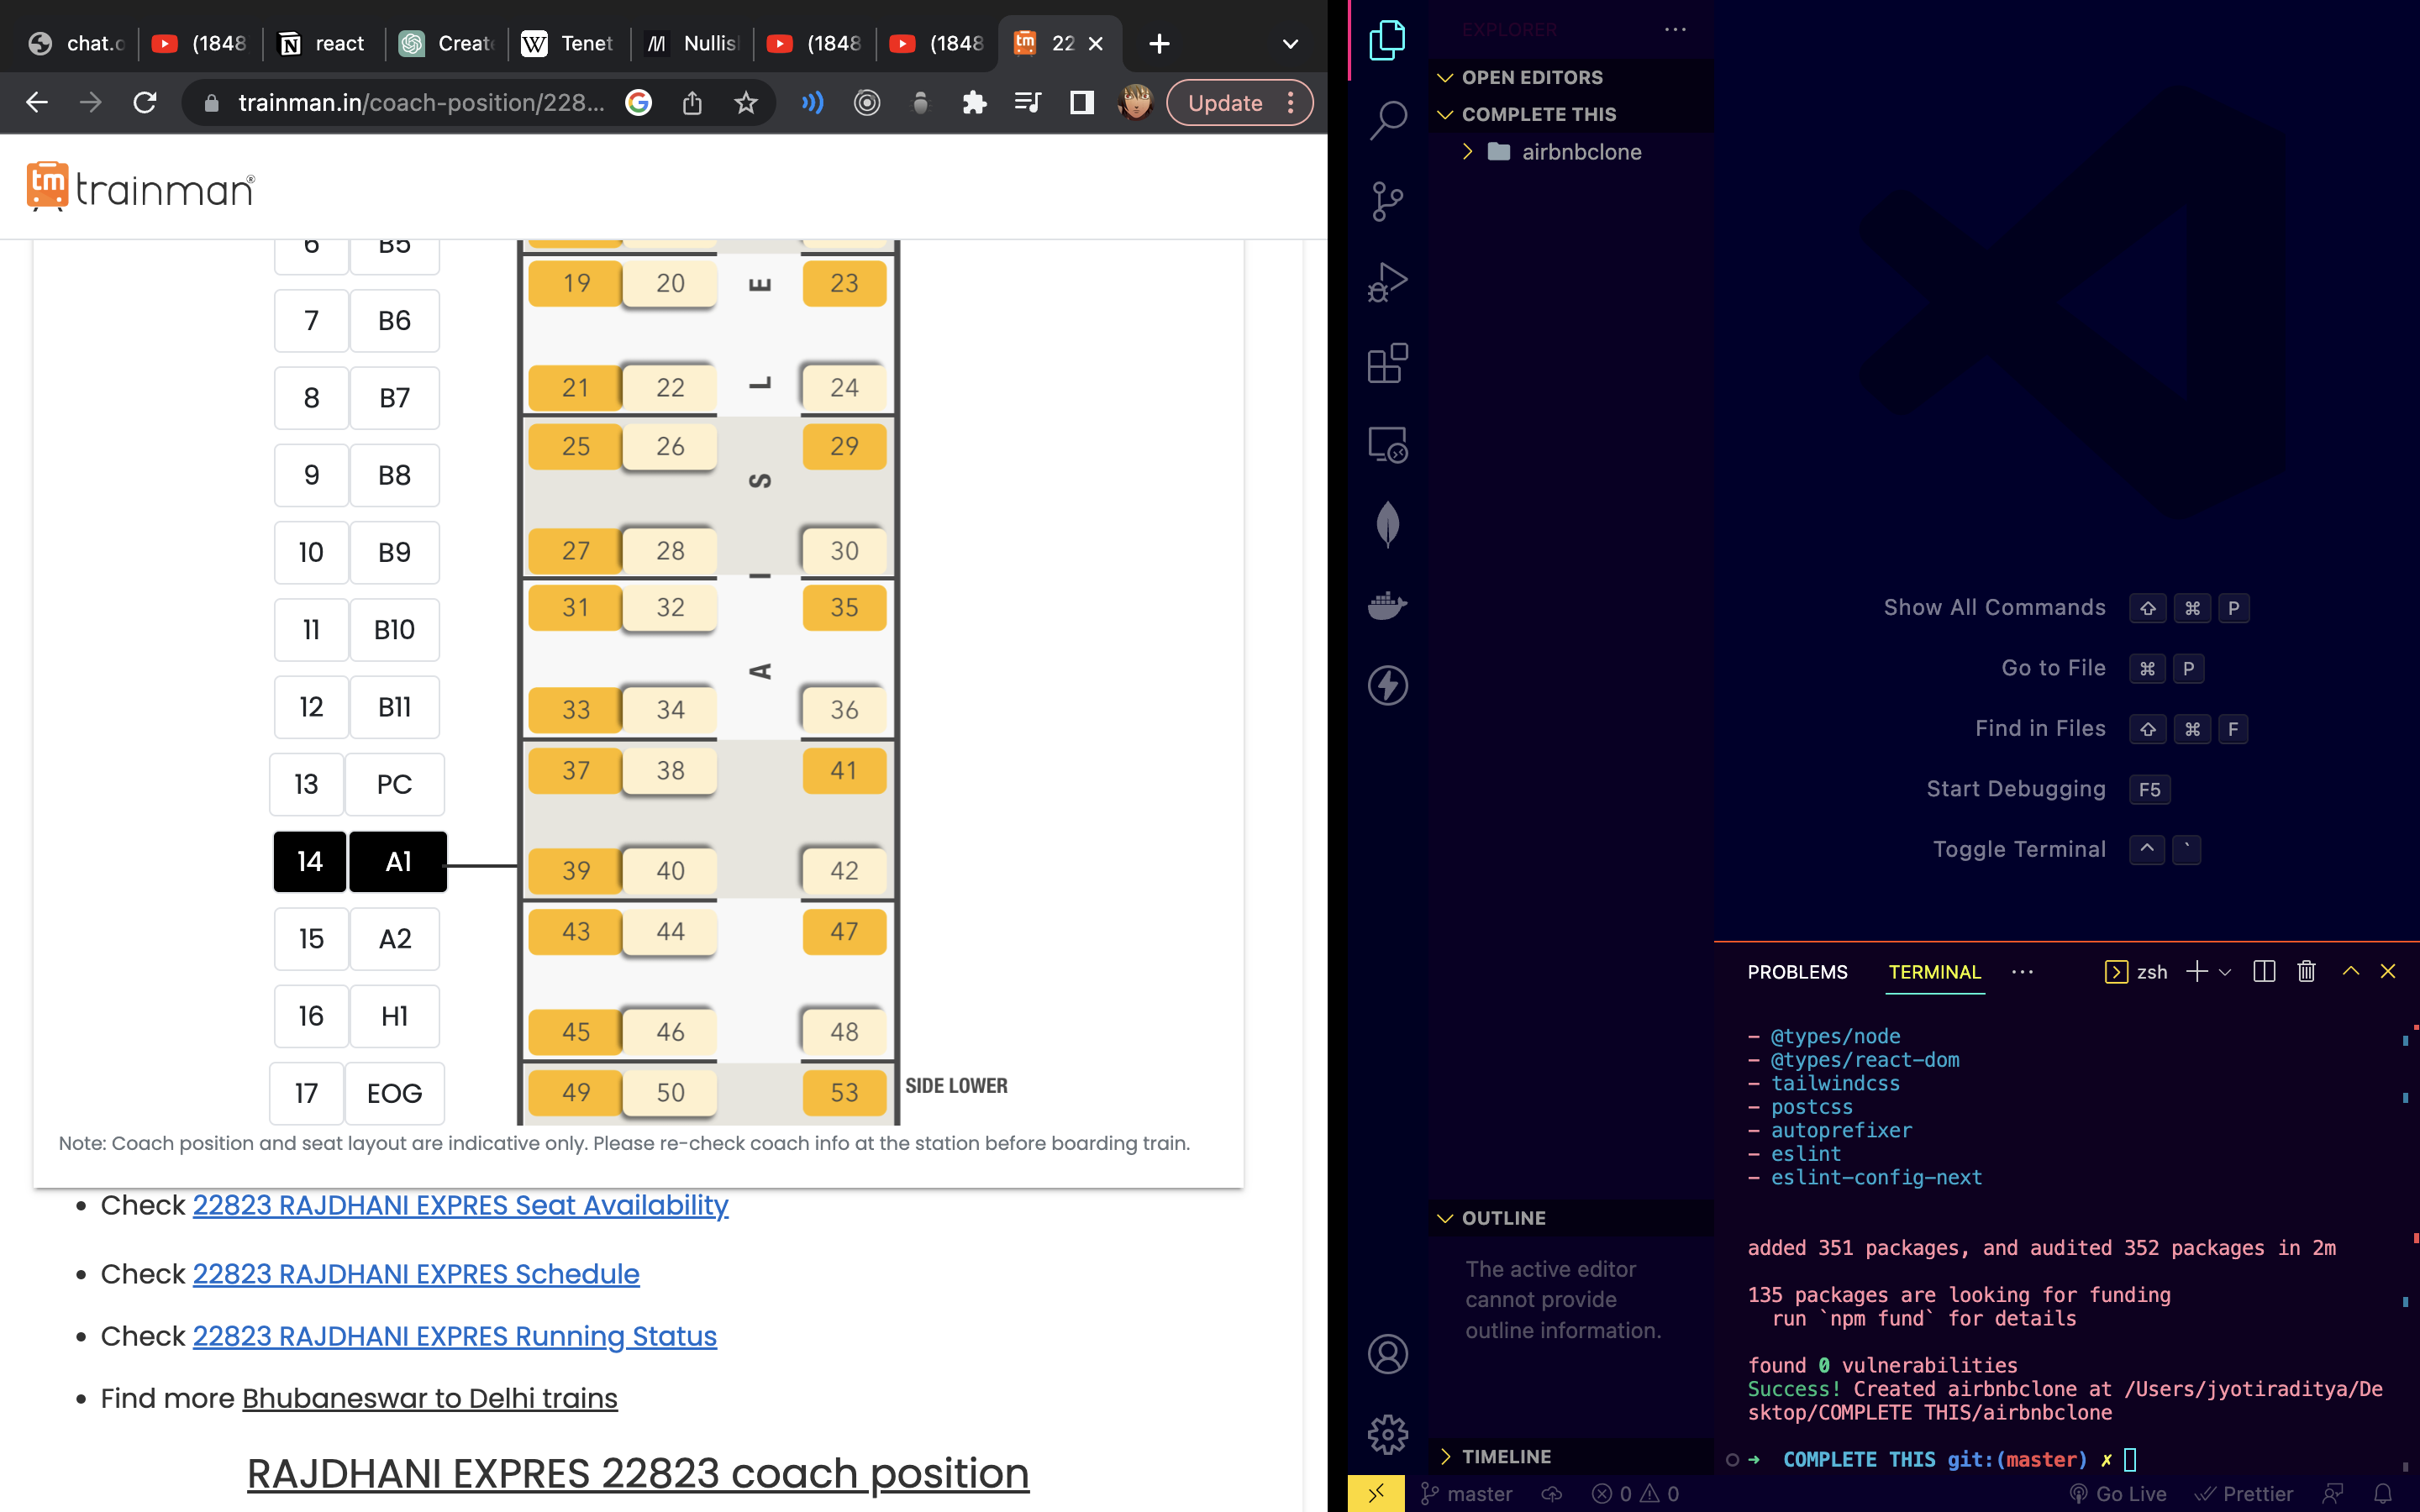 chat.c
(1848
react
Creat
Tenet
Nullis
(1848
(1848
22
trainman.in/coach-position/228...
Update
tm trainman®
6 B5
7 B6
8 B7
9 B8
10 B9
11 B10
12 B11
13 PC
14 A1
15 A2
16 H1
17 EOG
19 20 23
21 22 24
25 26 29
27 28 30
31 32 35
33 34 36
37 38 41
39 40 42
43 44 47
45 46 48
49 50 53
A I S L E
SIDE LOWER
Note: Coach position and seat layout are indicative only. Please re-check coach info at the station before boarding train.
• Check 22823 RAJDHANI EXPRES Seat Availability
• Check 22823 RAJDHANI EXPRES Schedule
• Check 22823 RAJDHANI EXPRES Running Status
• Find more Bhubaneswar to Delhi trains
RAJDHANI EXPRES 22823 coach position
EXPLORER
OPEN EDITORS
COMPLETE THIS
airbnbclone
OUTLINE
The active editor
cannot provide
outline information.
TIMELINE
Show All Commands ⇧ ⌘ P
Go to File ⌘ P
Find in Files ⇧ ⌘ F
Start Debugging F5
Toggle Terminal ^ `
PROBLEMS TERMINAL ··· zsh
- @types/node
- @types/react-dom
- tailwindcss
- postcss
- autoprefixer
- eslint
- eslint-config-next
added 351 packages, and audited 352 packages in 2m
135 packages are looking for funding
run `npm fund` for details
found 0 vulnerabilities
Success! Created airbnbclone at /Users/jyotiraditya/De
sktop/COMPLETE THIS/airbnbclone
➜ COMPLETE THIS git:(master) ✗
master 0 0 Go Live Prettier